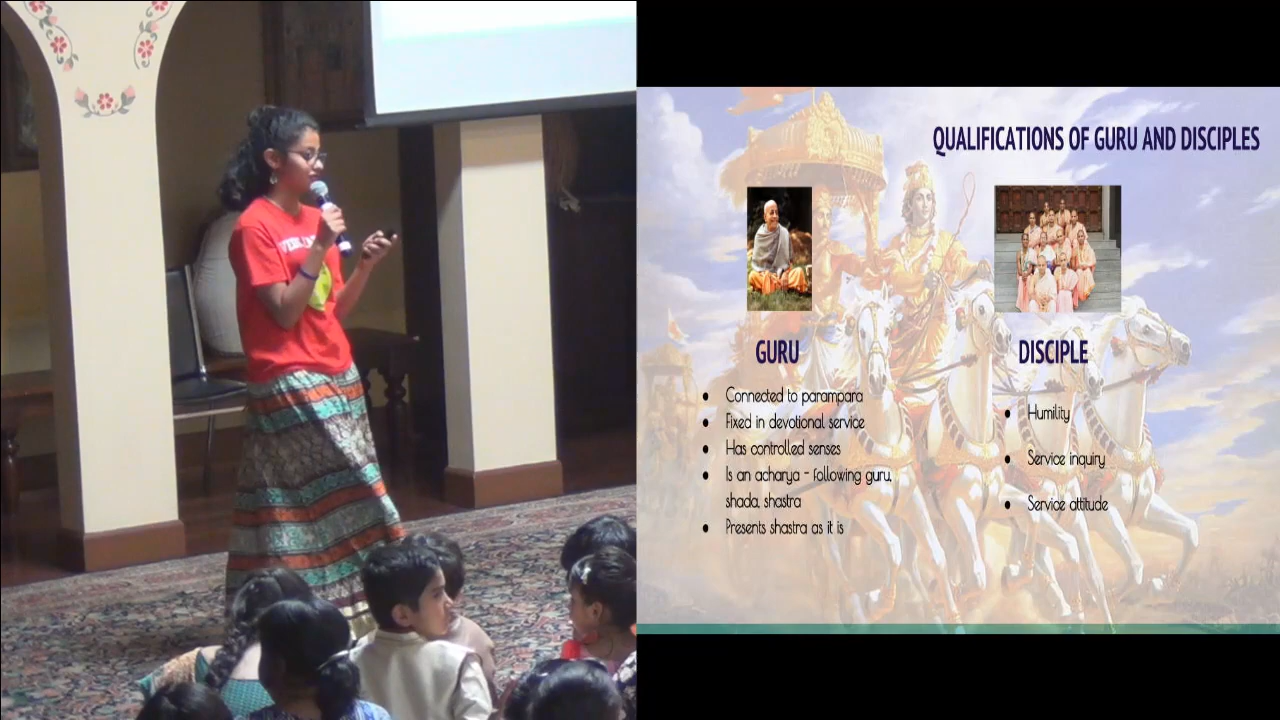 QUALIFICATIONS OF GURU AND DISCIPLES
GURU
• Connected to parampara
• Fixed in devotional service
• Has controlled senses
• Is an acharya - following guru,
shada, shastra
• Presents shastra as it is
DISCIPLE
• Humility
• Service inquiry
• Service attitude